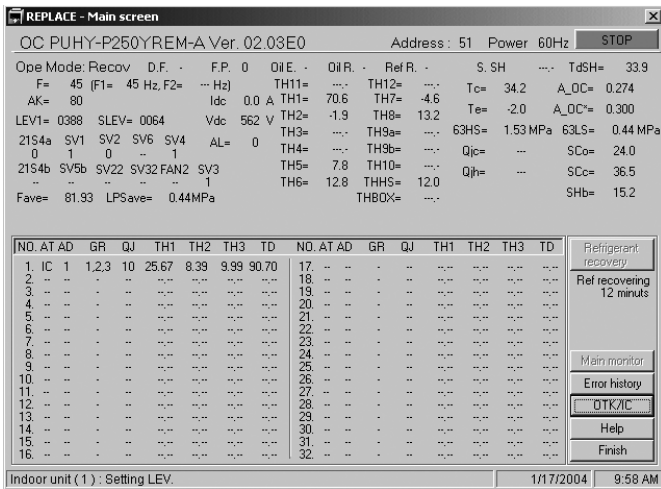 REPLACE - Main screen
OC PUHY-P250YREM-A Ver. 02.03E0 Address : 51 Power 60Hz STOP
Ope Mode: Recov D.F. - F.P. 0 Oil E. - Oil R. - Ref R. - S. SH ---.- TdSH= 33.9
F= 45 (F1= 45 Hz, F2= --- Hz) TH11= ---.- TH12= ---.- Tc= 34.2 A_OC= 0.274
AK= 80 Idc 0.0 A TH1= 70.6 TH7= -4.6 Te= -2.0 A_OC*= 0.300
LEV1= 0388 SLEV= 0064 Vdc 562 V TH2= -1.9 TH8= 13.2 63HS= 1.53 MPa 63LS= 0.44 MPa
21S4a SV1 SV2 SV6 SV4 AL= 0 TH3= ---.- TH9a= ---.-
0 1 0 -- 1 TH4= ---.- TH9b= ---.- Qjc= --- SCo= 24.0
21S4b SV5b SV22 SV32 FAN2 SV3 TH5= 7.8 TH10= ---.- Qjh= --- SCc= 36.5
-- -- -- -- -- 1 TH6= 12.8 THHS= 12.0
Fave= 81.93 LPSave= 0.44MPa THBOX= ---.- SHb= 15.2
NO. AT AD GR QJ TH1 TH2 TH3 TD NO. AT AD GR QJ TH1 TH2 TH3 TD
1. IC 1 1,2,3 10 25.67 8.39 9.99 90.70 17. -- -- - -- --.-- --.-- --.-- --.--
2. -- -- - -- --.-- --.-- --.-- --.-- 18. -- -- - -- --.-- --.-- --.-- --.--
3. -- -- - -- --.-- --.-- --.-- --.-- 19. -- -- - -- --.-- --.-- --.-- --.--
4. -- -- - -- --.-- --.-- --.-- --.-- 20. -- -- - -- --.-- --.-- --.-- --.--
5. -- -- - -- --.-- --.-- --.-- --.-- 21. -- -- - -- --.-- --.-- --.-- --.--
6. -- -- - -- --.-- --.-- --.-- --.-- 22. -- -- - -- --.-- --.-- --.-- --.--
7. -- -- - -- --.-- --.-- --.-- --.-- 23. -- -- - -- --.-- --.-- --.-- --.--
8. -- -- - -- --.-- --.-- --.-- --.-- 24. -- -- - -- --.-- --.-- --.-- --.--
9. -- -- - -- --.-- --.-- --.-- --.-- 25. -- -- - -- --.-- --.-- --.-- --.--
10. -- -- - -- --.-- --.-- --.-- --.-- 26. -- -- - -- --.-- --.-- --.-- --.--
11. -- -- - -- --.-- --.-- --.-- --.-- 27. -- -- - -- --.-- --.-- --.-- --.--
12. -- -- - -- --.-- --.-- --.-- --.-- 28. -- -- - -- --.-- --.-- --.-- --.--
13. -- -- - -- --.-- --.-- --.-- --.-- 29. -- -- - -- --.-- --.-- --.-- --.--
14. -- -- - -- --.-- --.-- --.-- --.-- 30. -- -- - -- --.-- --.-- --.-- --.--
15. -- -- - -- --.-- --.-- --.-- --.-- 31. -- -- - -- --.-- --.-- --.-- --.--
16. -- -- - -- --.-- --.-- --.-- --.-- 32. -- -- - -- --.-- --.-- --.-- --.--
Refrigerant
recovery
Ref recovering
12 minuts
Main monitor
Error history
OTK/IC
Help
Finish
Indoor unit ( 1 ) : Setting LEV. 1/17/2004 9:58 AM